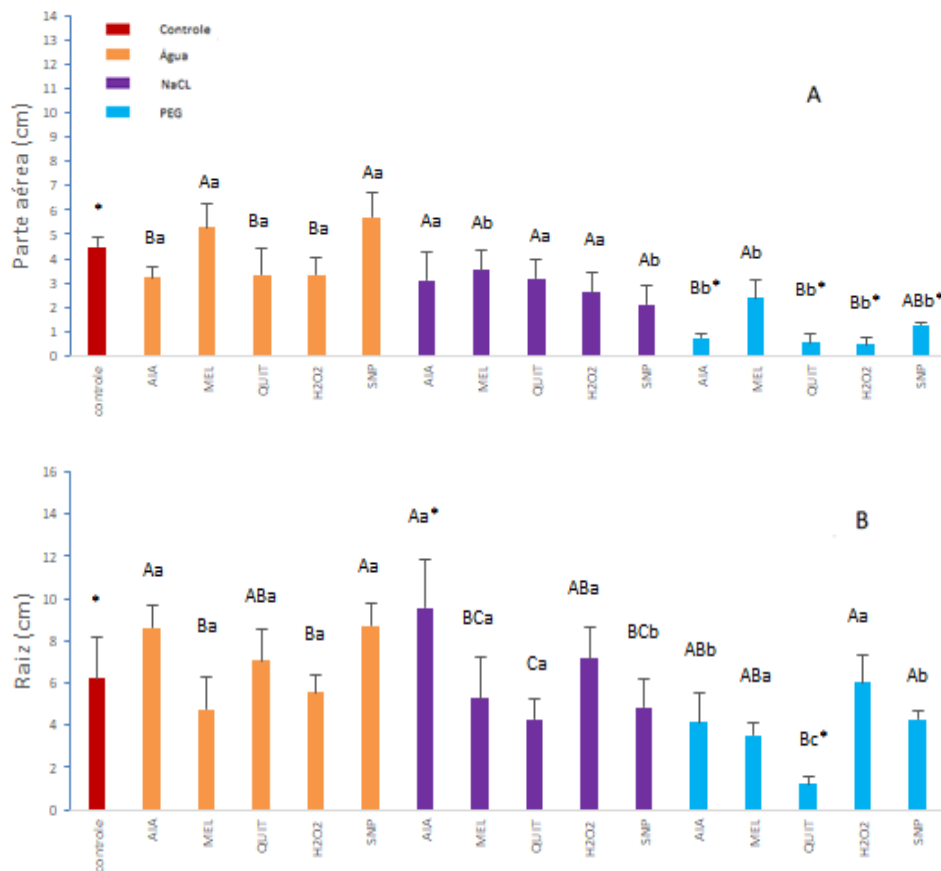 14
13
12
11
10
9
8
7
6
5
4
3
2
1
0
Parte aérea (cm)
Controle
Água
NaCL
PEG
A
* Ba Aa Ba Ba Aa Aa Ab Aa Aa Ab Bb* Ab Bb* Bb* ABb*
controle AIA MEL QUIT H2O2 SNP AIA MEL QUIT H2O2 SNP AIA MEL QUIT H2O2 SNP
16
14
12
10
8
6
4
2
0
Raiz (cm)
B
* Aa Ba ABa Ba Aa Aa* BCa Ca ABa BCb ABb ABa Bc* Aa Ab
controle AIA MEL QUIT H2O2 SNP AIA MEL QUIT H2O2 SNP AIA MEL QUIT H2O2 SNP